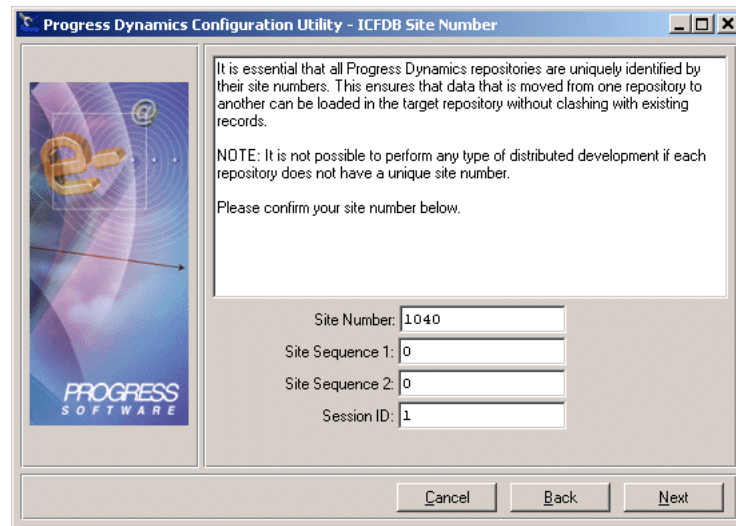 Progress Dynamics Configuration Utility - ICFDB Site Number
It is essential that all Progress Dynamics repositories are uniquely identified by
their site numbers. This ensures that data that is moved from one repository to
another can be loaded in the target repository without clashing with existing
records.
NOTE: It is not possible to perform any type of distributed development if each
repository does not have a unique site number.
Please confirm your site number below.
@
e-
PROGRESS
SOFTWARE
Site Number: 1040
Site Sequence 1: 0
Site Sequence 2: 0
Session ID: 1
Cancel Back Next